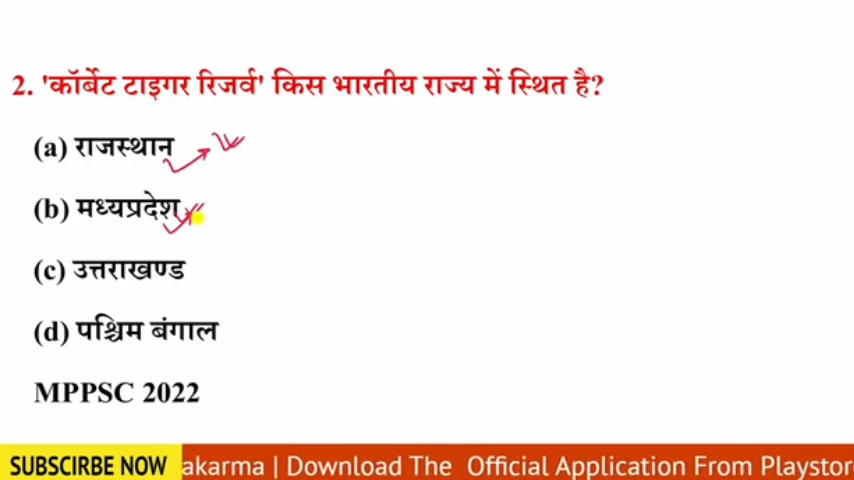 2. 'कॉर्बेट टाइगर रिजर्व' किस भारतीय राज्य में स्थित है?
(a) राजस्थान
(b) मध्यप्रदेश
(c) उत्तराखण्ड
(d) पश्चिम बंगाल
MPPSC 2022
SUBSCIRBE NOW akarma | Download The Official Application From Playstor